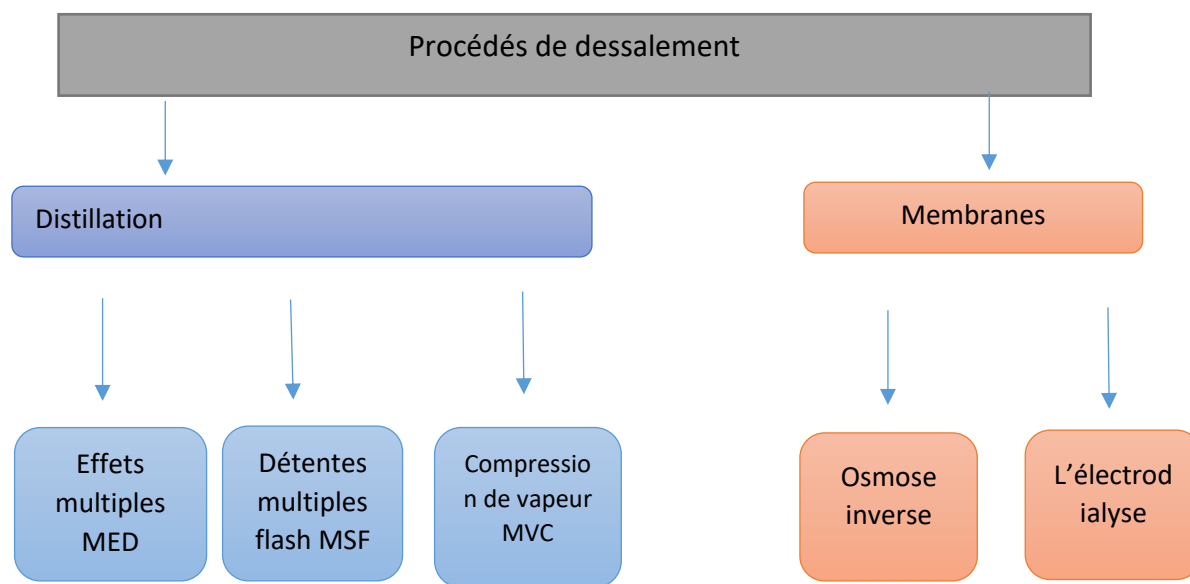 Procédés de dessalement
Distillation
Membranes
Effets
multiples
MED
Détentes
multiples
flash MSF
Compressio
n de vapeur
MVC
Osmose
inverse
L’électrod
ialyse